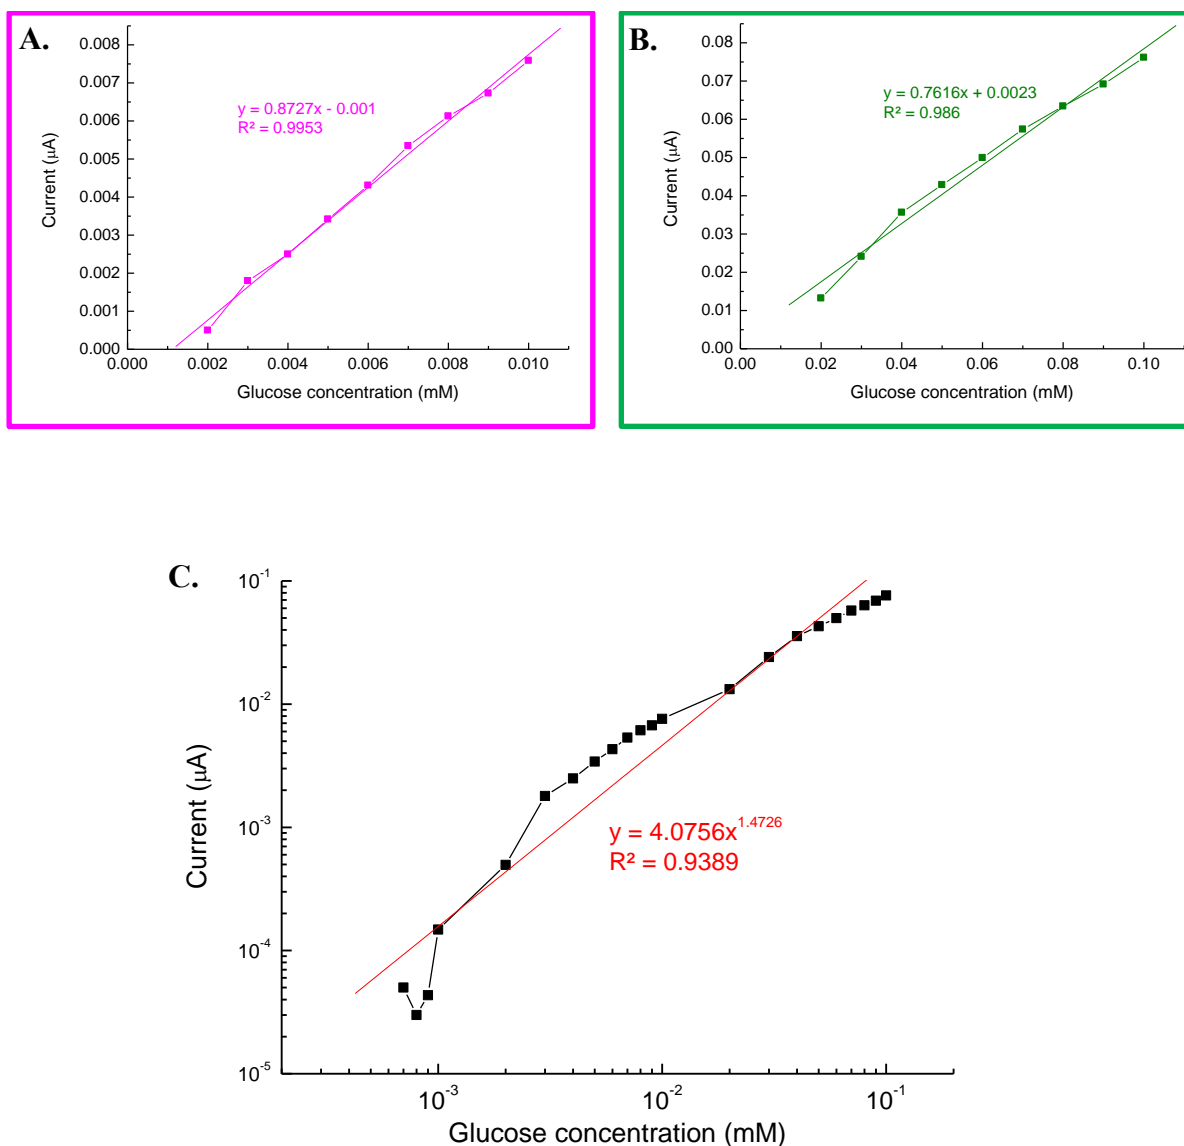 A.
0.008
0.007
0.006
0.005
0.004
0.003
0.002
0.001
0.000
Current (μA)
y = 0.8727x - 0.001
R² = 0.9953
0.000 0.002 0.004 0.006 0.008 0.010
Glucose concentration (mM)
B.
0.08
0.07
0.06
0.05
0.04
0.03
0.02
0.01
0.00
Current (μA)
y = 0.7616x + 0.0023
R² = 0.986
0.00 0.02 0.04 0.06 0.08 0.10
Glucose concentration (mM)
C.
10⁻¹
10⁻²
10⁻³
10⁻⁴
10⁻⁵
Current (μA)
y = 4.0756x¹·⁴⁷²⁶
R² = 0.9389
10⁻³ 10⁻² 10⁻¹
Glucose concentration (mM)